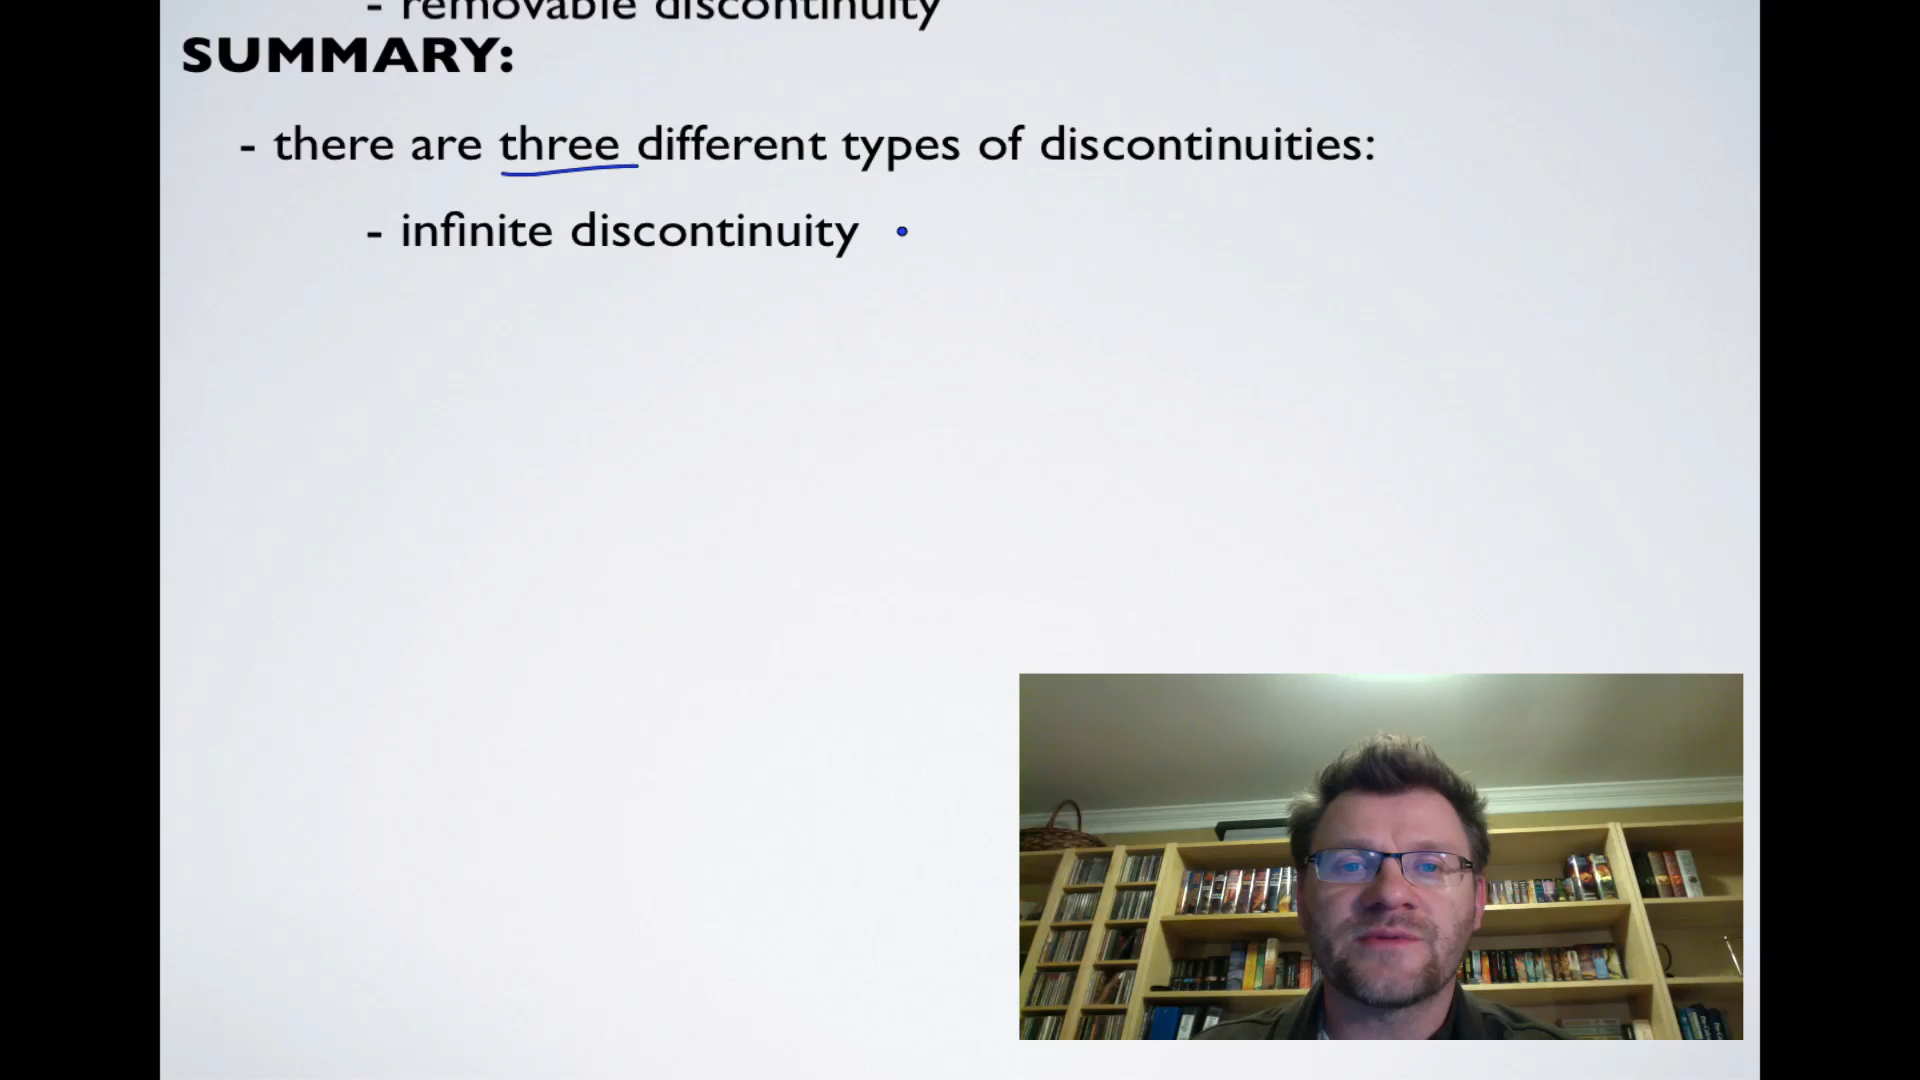 - removable discontinuity
SUMMARY:
- there are three different types of discontinuities:
- infinite discontinuity